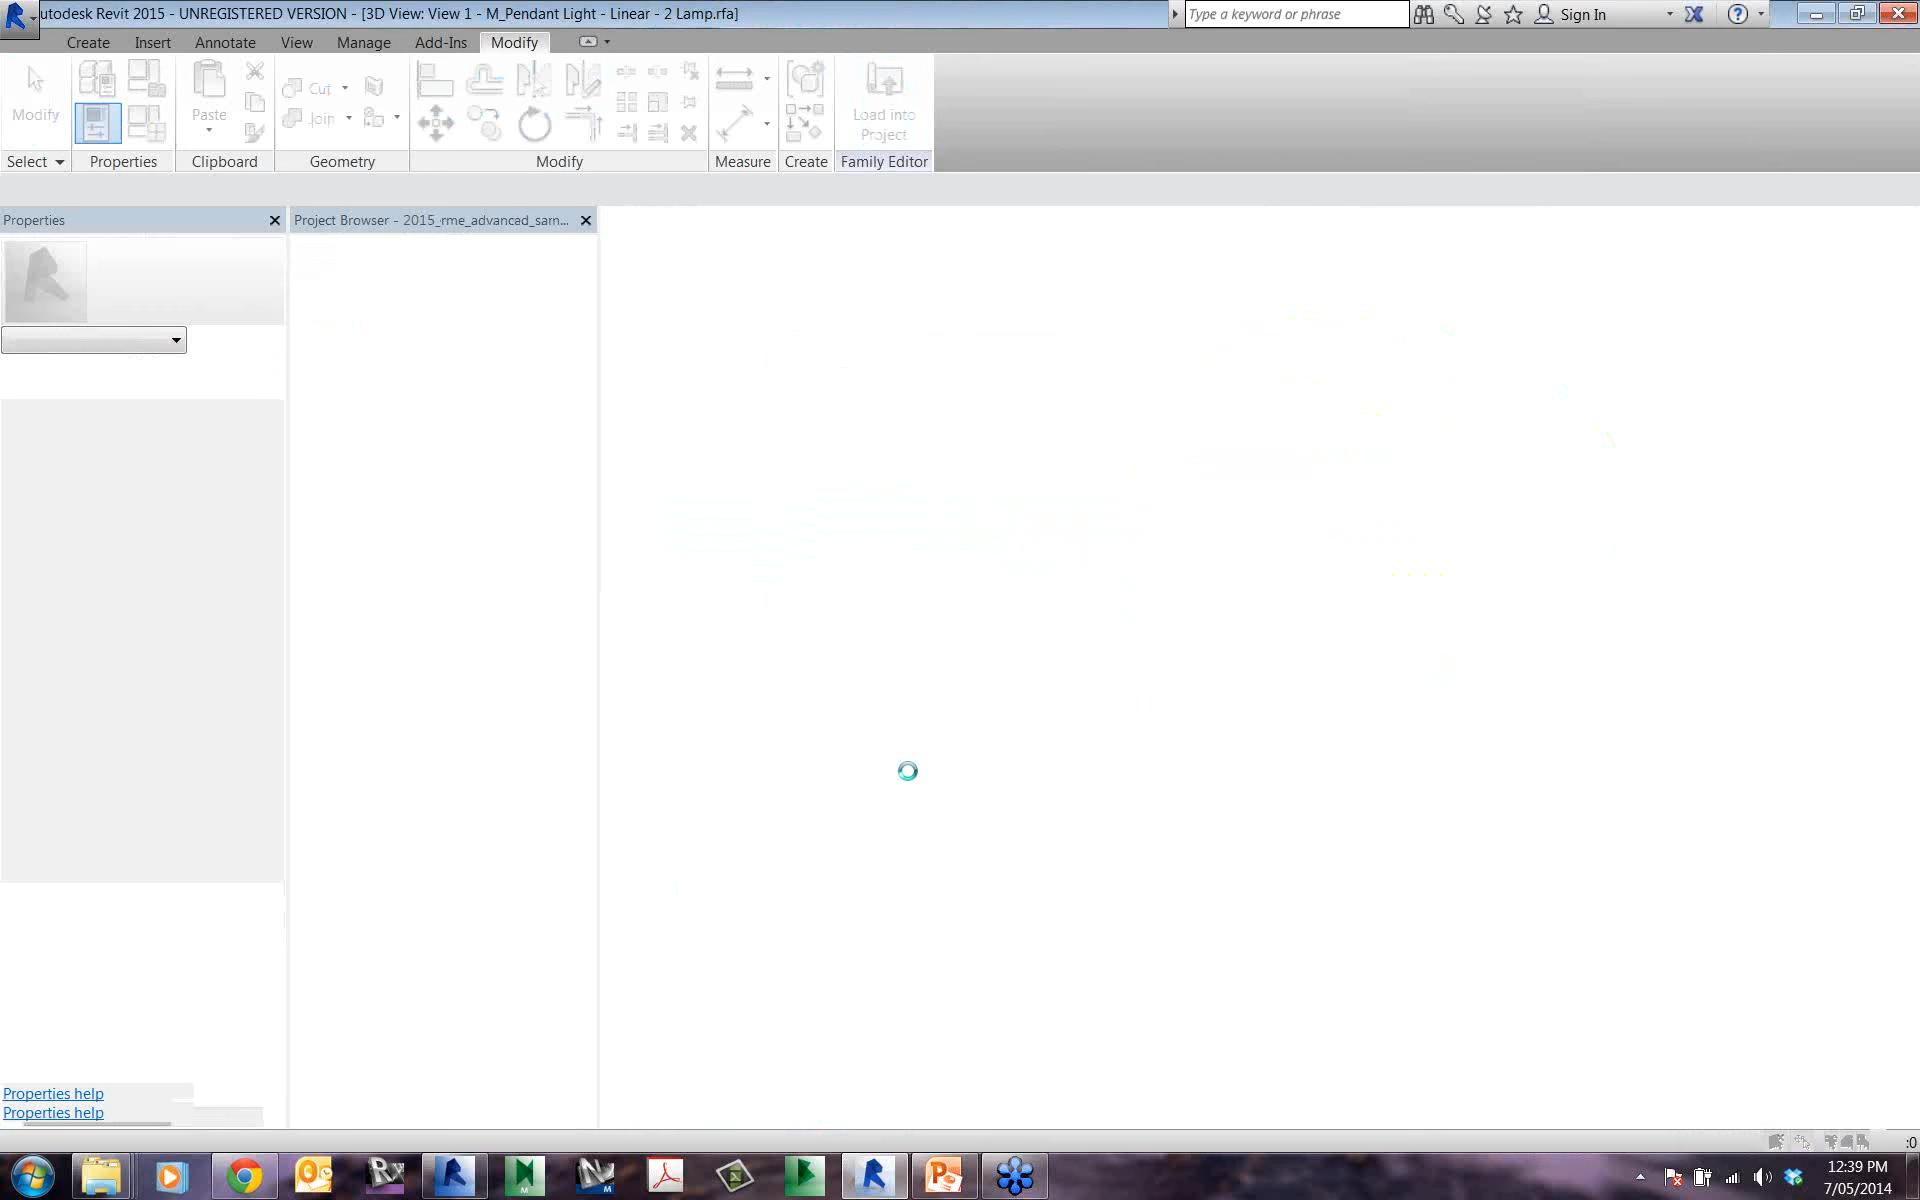 utodesk Revit 2015 - UNREGISTERED VERSION - [3D View: View 1 - M_Pendant Light - Linear - 2 Lamp.rfa]
Type a keyword or phrase
Sign In
Create Insert Annotate View Manage Add-Ins Modify
Modify
Paste
Cut
Join
Load into
Project
Select Properties Clipboard Geometry Modify Measure Create Family Editor
Properties
Project Browser - 2015_rme_advanced_sam...
Properties help
Properties help
:0
12:39 PM
7/05/2014